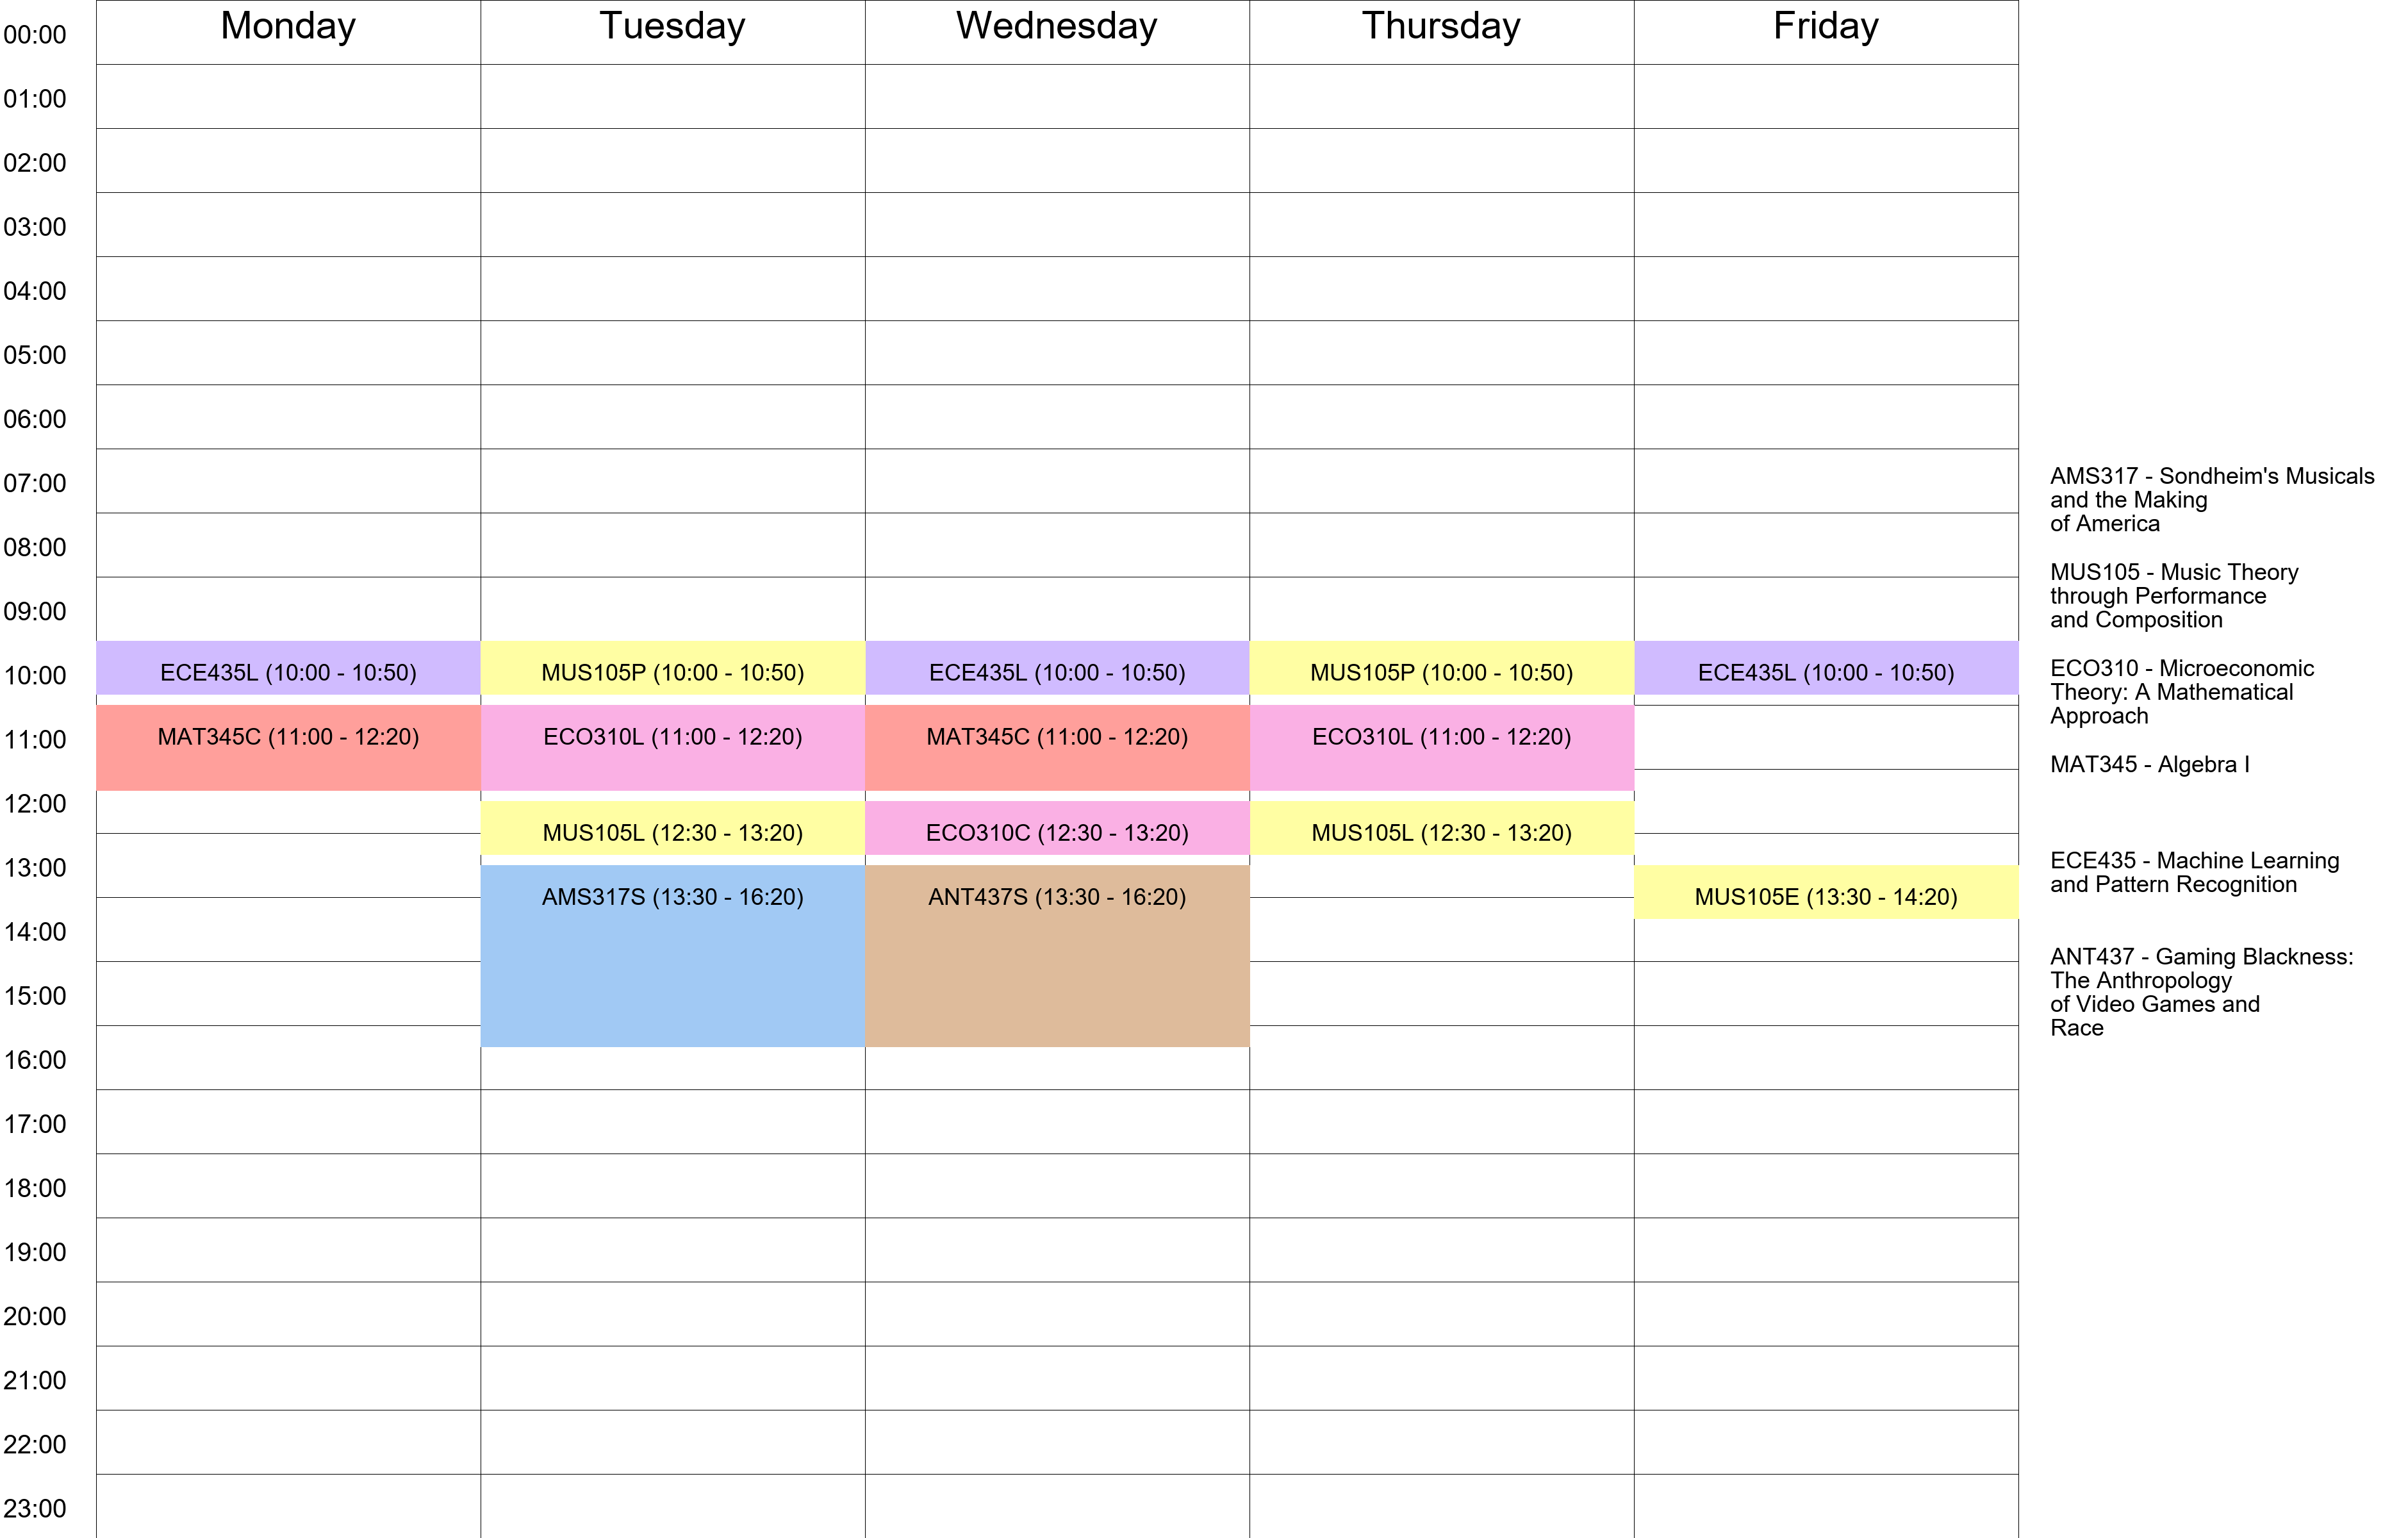 Monday Tuesday Wednesday Thursday Friday
00:00
01:00
02:00
03:00
04:00
05:00
06:00
07:00
08:00
09:00
10:00 ECE435L (10:00 - 10:50) MUS105P (10:00 - 10:50) ECE435L (10:00 - 10:50) MUS105P (10:00 - 10:50) ECE435L (10:00 - 10:50)
11:00 MAT345C (11:00 - 12:20) ECO310L (11:00 - 12:20) MAT345C (11:00 - 12:20) ECO310L (11:00 - 12:20)
12:00
MUS105L (12:30 - 13:20) ECO310C (12:30 - 13:20) MUS105L (12:30 - 13:20)
13:00
AMS317S (13:30 - 16:20) ANT437S (13:30 - 16:20) MUS105E (13:30 - 14:20)
14:00
15:00
16:00
17:00
18:00
19:00
20:00
21:00
22:00
23:00
AMS317 - Sondheim's Musicals
and the Making
of America
MUS105 - Music Theory
through Performance
and Composition
ECO310 - Microeconomic
Theory: A Mathematical
Approach
MAT345 - Algebra I
ECE435 - Machine Learning
and Pattern Recognition
ANT437 - Gaming Blackness:
The Anthropology
of Video Games and
Race